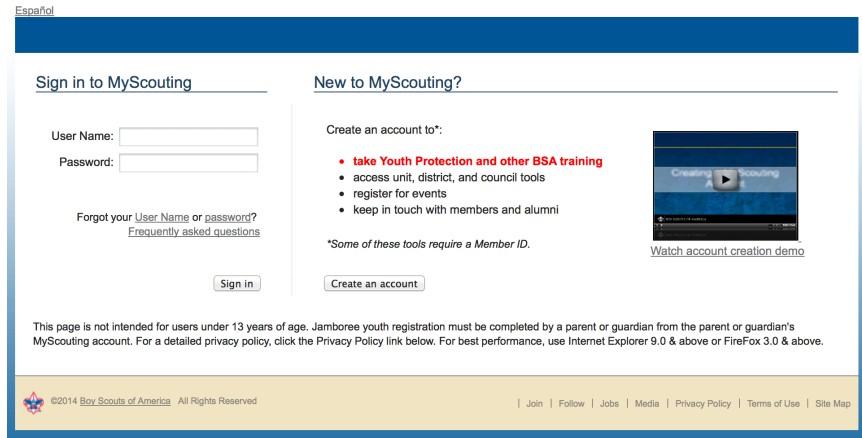 Español
Sign in to MyScouting
New to MyScouting?
User Name:
Password:
Forgot your User Name or password?
Frequently asked questions
Sign in
Create an account to*:
• take Youth Protection and other BSA training
• access unit, district, and council tools
• register for events
• keep in touch with members and alumni
*Some of these tools require a Member ID.
Create an account
Creating Scouting
BOY SCOUTS OF AMERICA
Watch account creation demo
This page is not intended for users under 13 years of age. Jamboree youth registration must be completed by a parent or guardian from the parent or guardian's
MyScouting account. For a detailed privacy policy, click the Privacy Policy link below. For best performance, use Internet Explorer 9.0 & above or FireFox 3.0 & above.
©2014 Boy Scouts of America All Rights Reserved
| Join | Follow | Jobs | Media | Privacy Policy | Terms of Use | Site Map